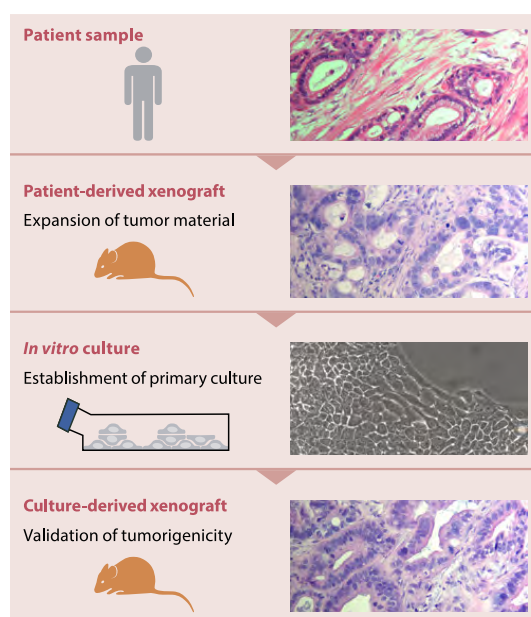 Patient sample
Patient-derived xenograft
Expansion of tumor material
In vitro culture
Establishment of primary culture
Culture-derived xenograft
Validation of tumorigenicity